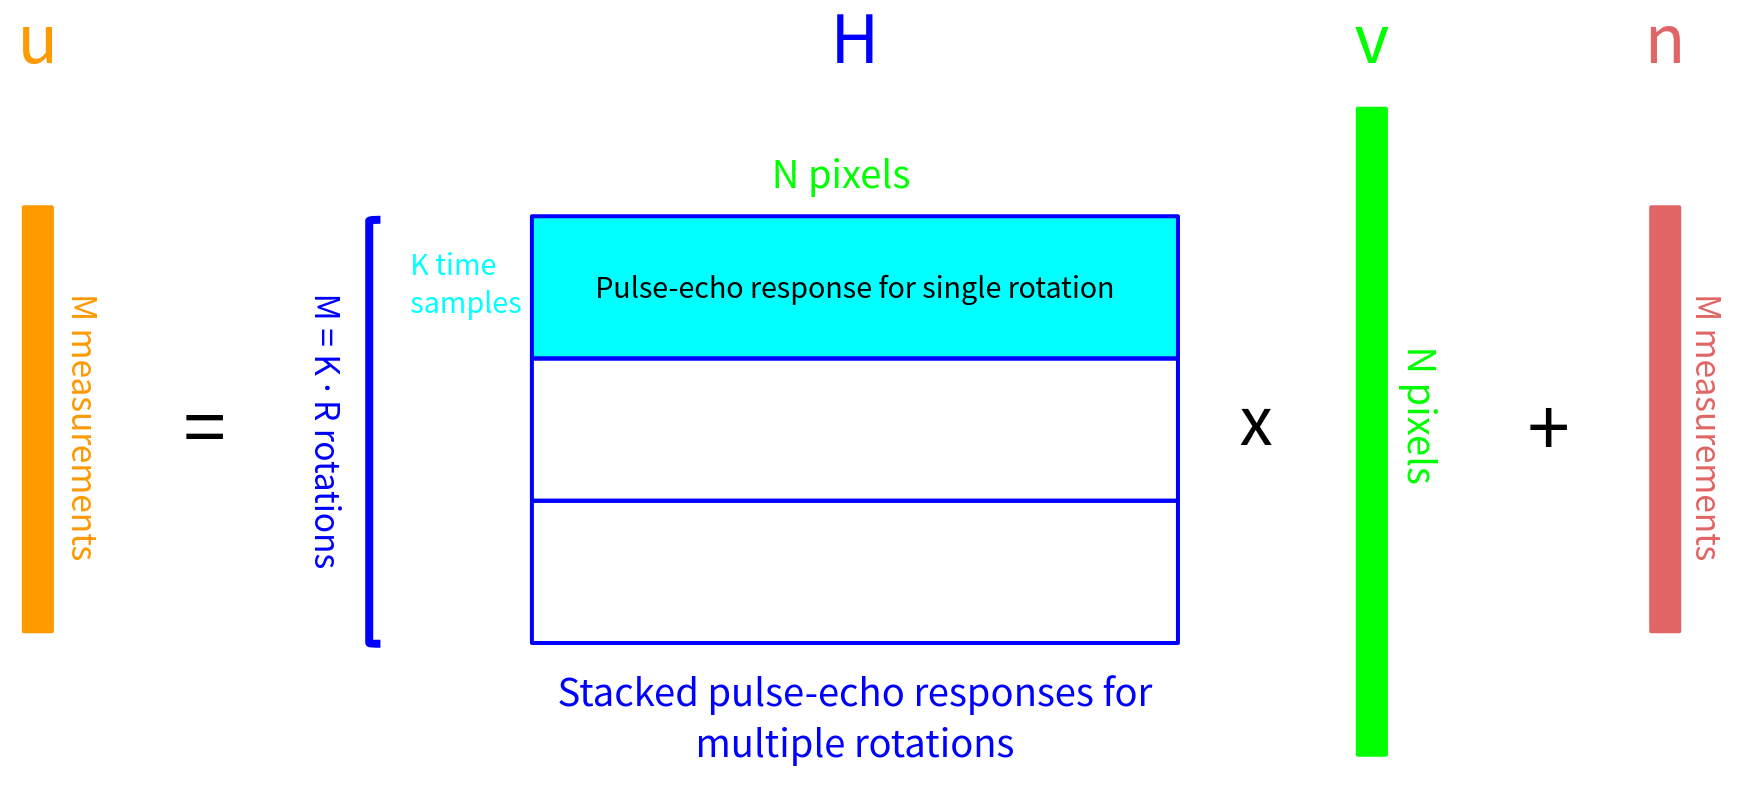 u
H
v
n
N pixels
K time
samples
Pulse-echo response for single rotation
M measurements
=
M = K · R rotations
x
N pixels
+
M measurements
Stacked pulse-echo responses for
multiple rotations